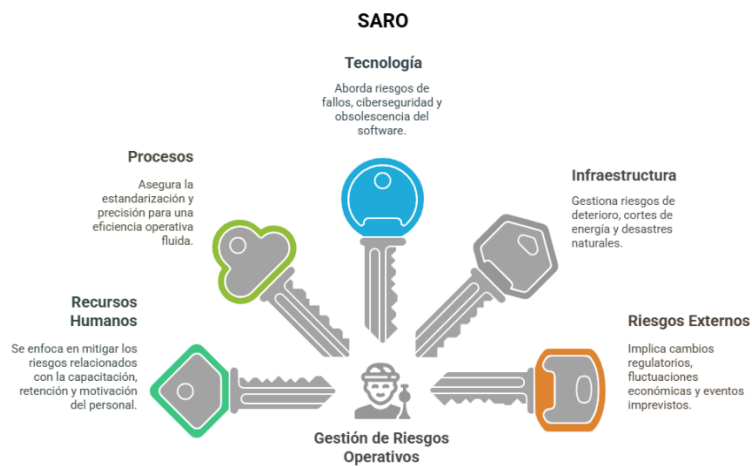 SARO
Tecnología
Aborda riesgos de
fallos, ciberseguridad y
obsolescencia del
software.
Procesos
Asegura la
estandarización y
precisión para una
eficiencia operativa
fluida.
Infraestructura
Gestiona riesgos de
deterioro, cortes de
energía y desastres
naturales.
Recursos
Humanos
Se enfoca en mitigar los
riesgos relacionados
con la capacitación,
retención y motivación
del personal.
Riesgos Externos
Implica cambios
regulatorios,
fluctuaciones
económicas y eventos
imprevistos.
Gestión de Riesgos
Operativos